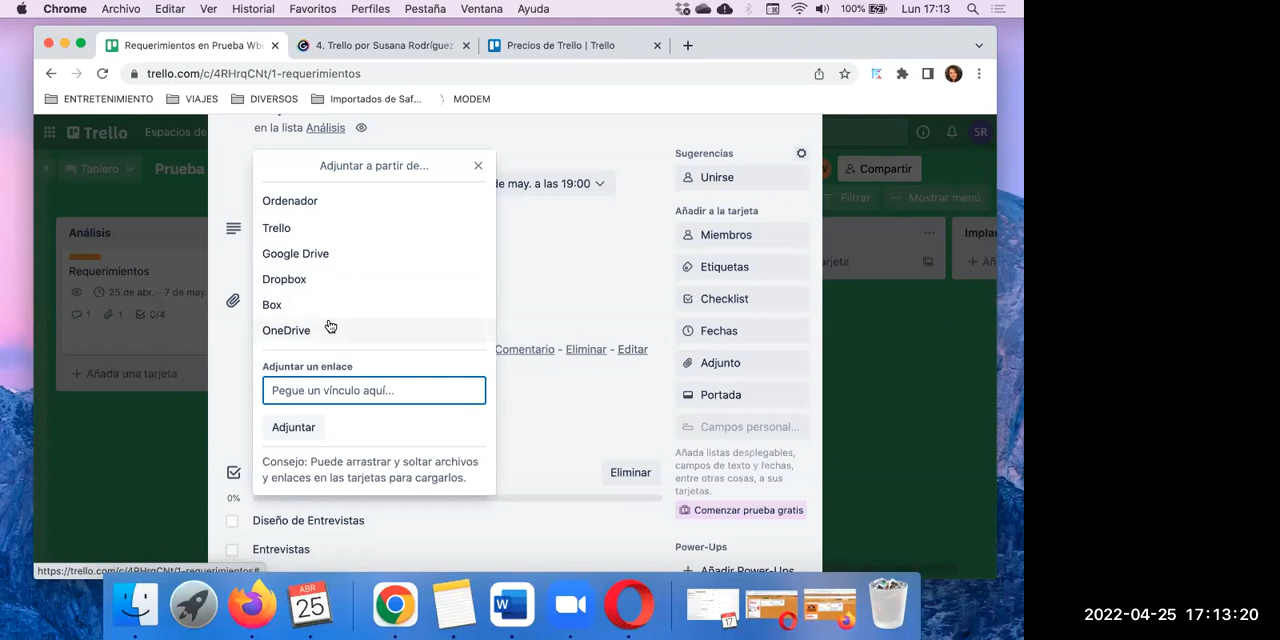 Chrome Archivo Editar Ver Historial Favoritos Perfiles Pestaña Ventana Ayuda 100% Lun 17:13
Requerimientos en Prueba Wb
4. Trello por Susana Rodríguez
Precios de Trello | Trello
trello.com/c/4RHrqCNt/1-requerimientos
ENTRETENIMIENTO VIAJES DIVERSOS Importados de Saf... MODEM
Trello Espacios de SR
Tablero Prueba Compartir
Filtrar ... Mostrar menú
en la lista Análisis
Adjuntar a partir de...
Ordenador
Trello
Google Drive
Dropbox
Box
OneDrive
Adjuntar un enlace
Pegue un vínculo aquí...
Adjuntar
Consejo: Puede arrastrar y soltar archivos
y enlaces en las tarjetas para cargarlos.
de may. a las 19:00
Comentario - Eliminar - Editar
Eliminar
0%
Diseño de Entrevistas
Entrevistas
Sugerencias
Unirse
Añadir a la tarjeta
Miembros
Etiquetas
Checklist
Fechas
Adjunto
Portada
Campos personal...
Añada listas desplegables,
campos de texto y fechas,
entre otras cosas, a sus
tarjetas.
Comenzar prueba gratis
Power-Ups
Añadir Power-Ups
Análisis
Requerimientos
25 de abr. - 7 de may.
1 1 0/4
+ Añada una tarjeta
arjeta
Implan
+ Añ
https://trello.com/c/4RHrqCNt/1-requerimientos#
ABR
25
W
17
2022-04-25 17:13:20